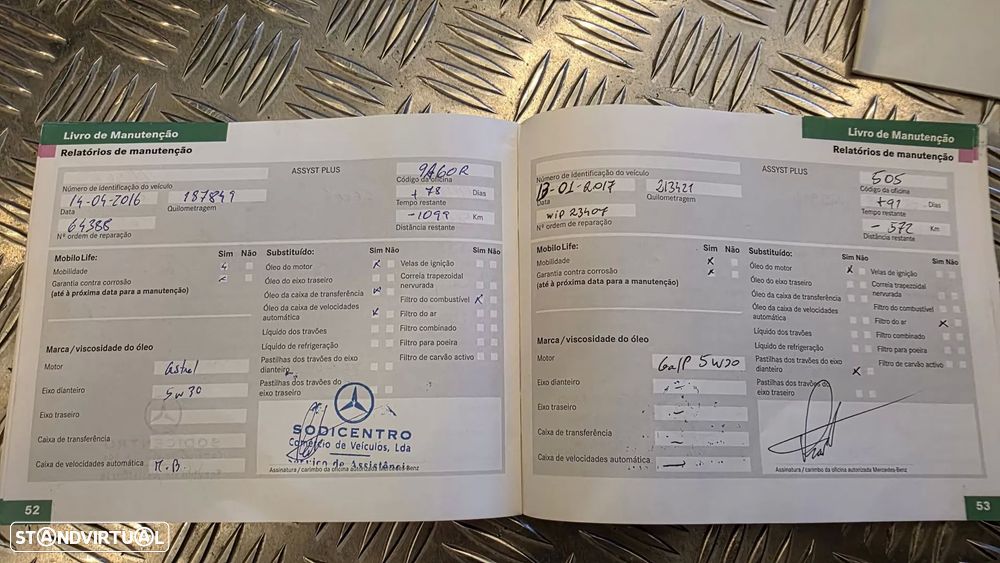 Livro de Manutenção
Relatórios de manutenção
ASSYST PLUS
Número de identificação do veículo
9A60R
Código da oficina
14-04-2016
Data
187849
Quilometragem
+ 78 Dias
Tempo restante
64388
Nº ordem de reparação
-1099 Km
Distância restante
Mobilo Life: Sim Não
Mobilidade
Garantia contra corrosão x
(até à próxima data para a manutenção)
Substituído: Sim Não
Óleo do motor x
Óleo do eixo traseiro
Óleo da caixa de transferência
Óleo da caixa de velocidades
automática
Líquido dos travões
Líquido de refrigeração
Pastilhas dos travões do eixo
dianteiro
Pastilhas dos travões do
eixo traseiro
Sim Não
Velas de ignição
Correia trapezoidal
nervurada
Filtro do combustível x
Filtro do ar
Filtro combinado
Filtro para poeira
Filtro de carvão activo
Marca / viscosidade do óleo
Motor
Eixo dianteiro 5W30
Eixo traseiro
Caixa de transferência
Caixa de velocidades automática M.B.
SODICENTRO
Comércio de Veículos, Lda
Serviço de Assistência
Assinatura / carimbo da oficina autorizada Mercedes-Benz
52
Livro de Manutenção
Relatórios de manutenção
ASSYST PLUS
Número de identificação do veículo
505
Código da oficina
13-01-2017
Data
213421
Quilometragem
+91 Dias
Tempo restante
WIP 23407
Nº ordem de reparação
- 572 Km
Distância restante
Mobilo Life: Sim Não
Mobilidade x
Garantia contra corrosão x
(até à próxima data para a manutenção)
Substituído: Sim Não
Óleo do motor x
Óleo do eixo traseiro
Óleo da caixa de transferência
Óleo da caixa de velocidades
automática
Líquido dos travões
Líquido de refrigeração
Pastilhas dos travões do eixo
dianteiro x
Pastilhas dos travões do
eixo traseiro
Sim Não
Velas de ignição
Correia trapezoidal
nervurada
Filtro do combustível
Filtro do ar x
Filtro combinado
Filtro para poeira
Filtro de carvão activo
Marca / viscosidade do óleo
Motor Galp 5W30
Eixo dianteiro
Eixo traseiro
Caixa de transferência
Caixa de velocidades automática
Assinatura / carimbo da oficina autorizada Mercedes-Benz
53
STANDVIRTUAL